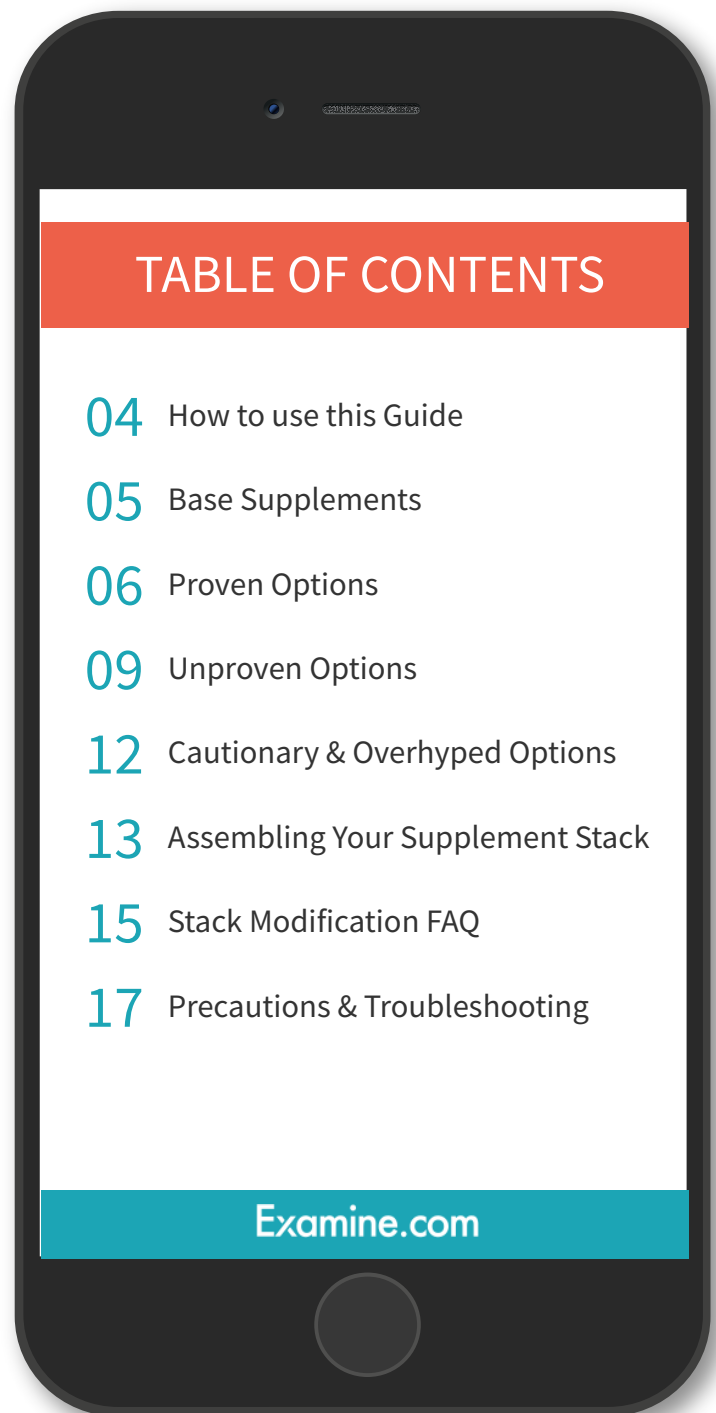 TABLE OF CONTENTS
04 How to use this Guide
05 Base Supplements
06 Proven Options
09 Unproven Options
12 Cautionary & Overhyped Options
13 Assembling Your Supplement Stack
15 Stack Modification FAQ
17 Precautions & Troubleshooting
Examine.com